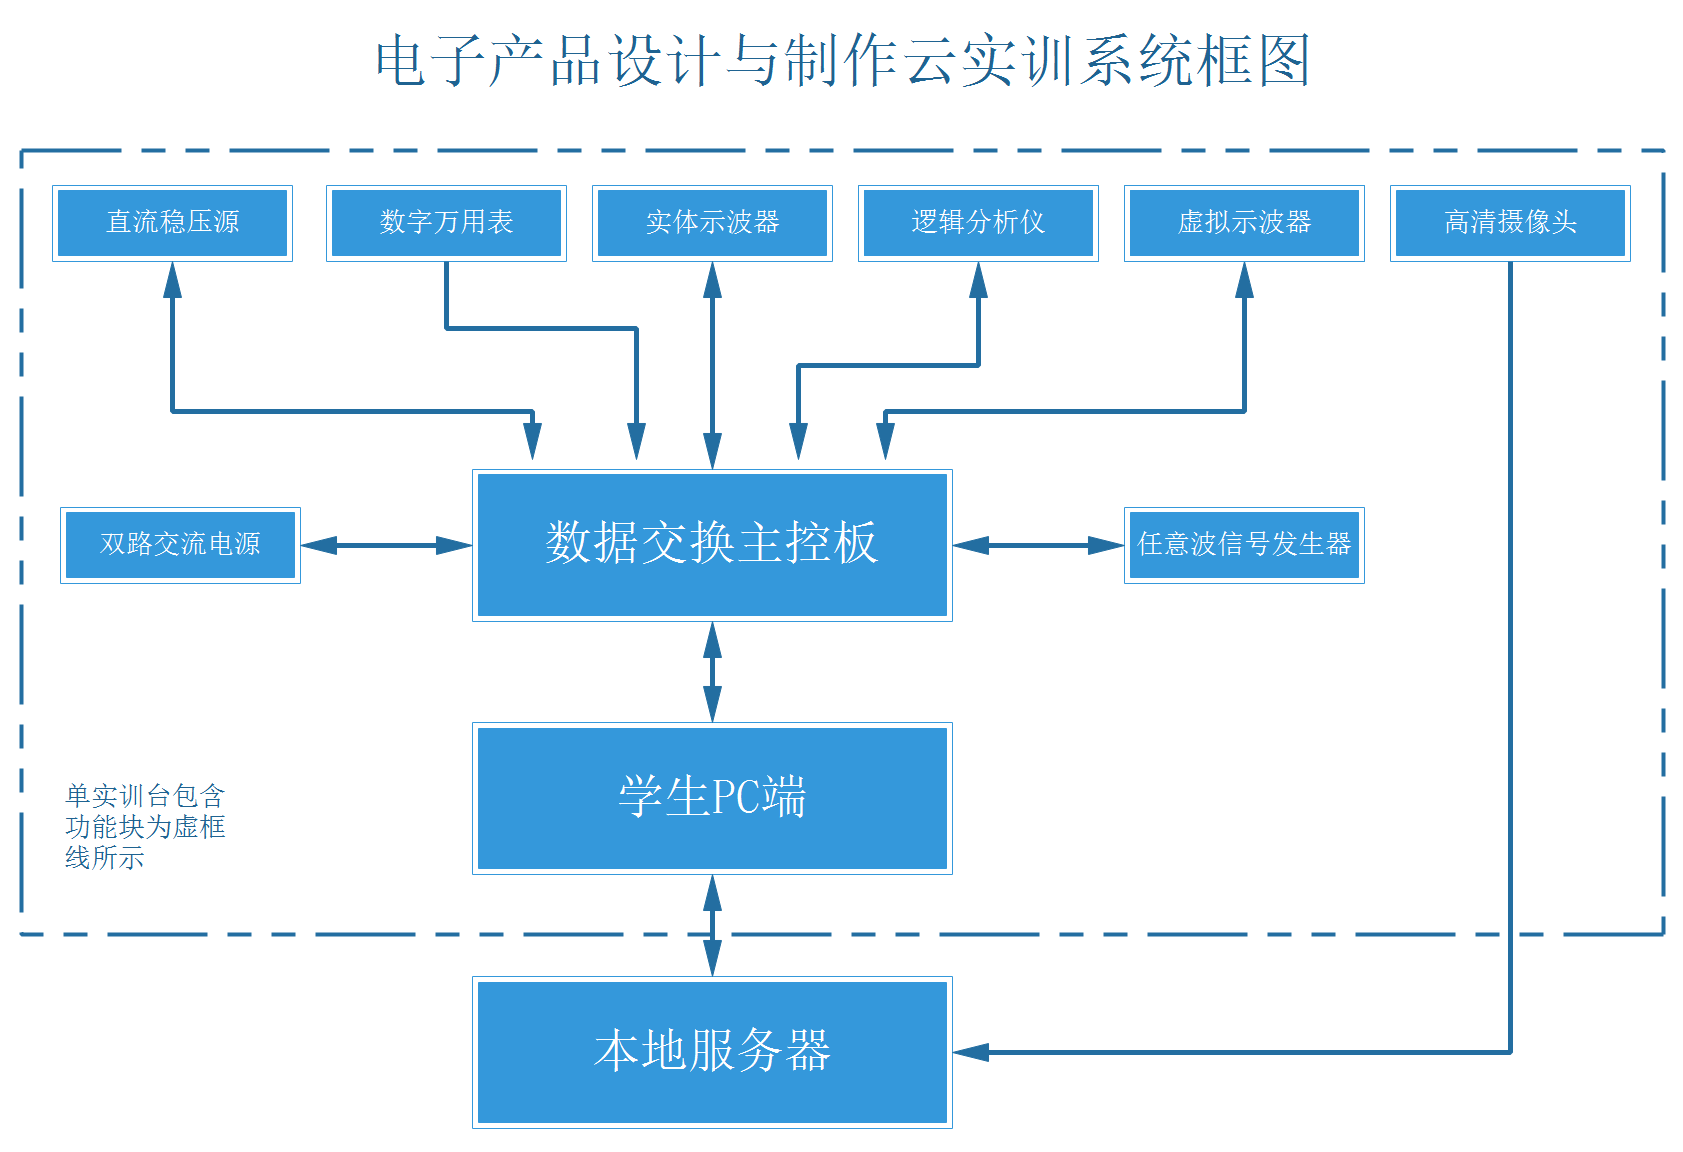 电子产品设计与制作云实训系统框图
直流稳压源
数字万用表
实体示波器
逻辑分析仪
虚拟示波器
高清摄像头
双路交流电源
数据交换主控板
任意波信号发生器
学生PC端
单实训台包含
功能块为虚框
线所示
本地服务器